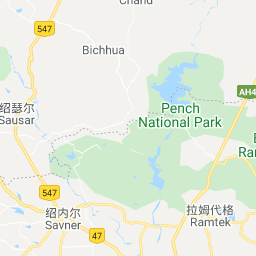 Chand
547
Bichhua
AH4
Pench
National Park
绍瑟尔
Sausar
E
Ra
547
绍内尔
Savner
47
拉姆代格
Ramtek